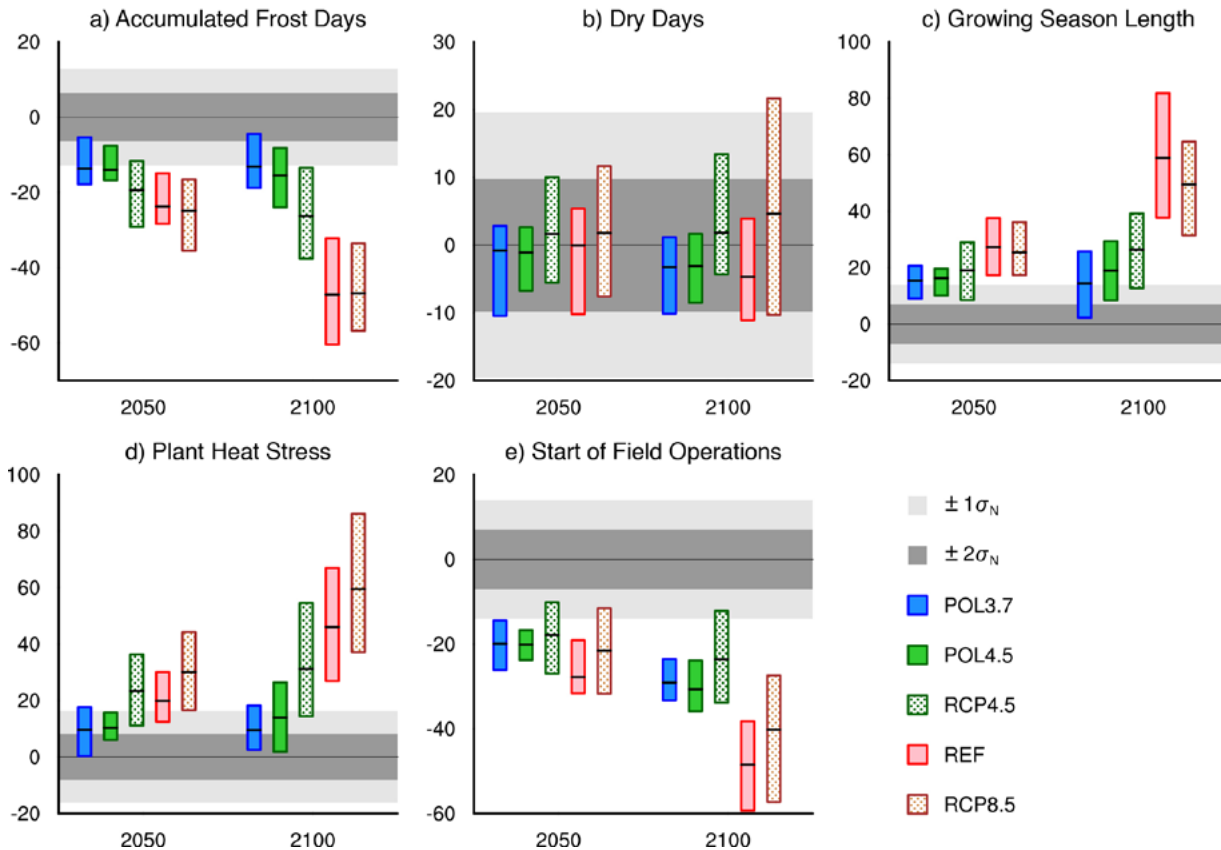 a) Accumulated Frost Days
20
0
-20
-40
-60
2050 2100
b) Dry Days
30
20
10
0
-10
-20
2050 2100
c) Growing Season Length
100
80
60
40
20
0
-20
2050 2100
d) Plant Heat Stress
100
80
60
40
20
0
-20
2050 2100
e) Start of Field Operations
20
0
-20
-40
-60
2050 2100
± 1σN
± 2σN
POL3.7
POL4.5
RCP4.5
REF
RCP8.5